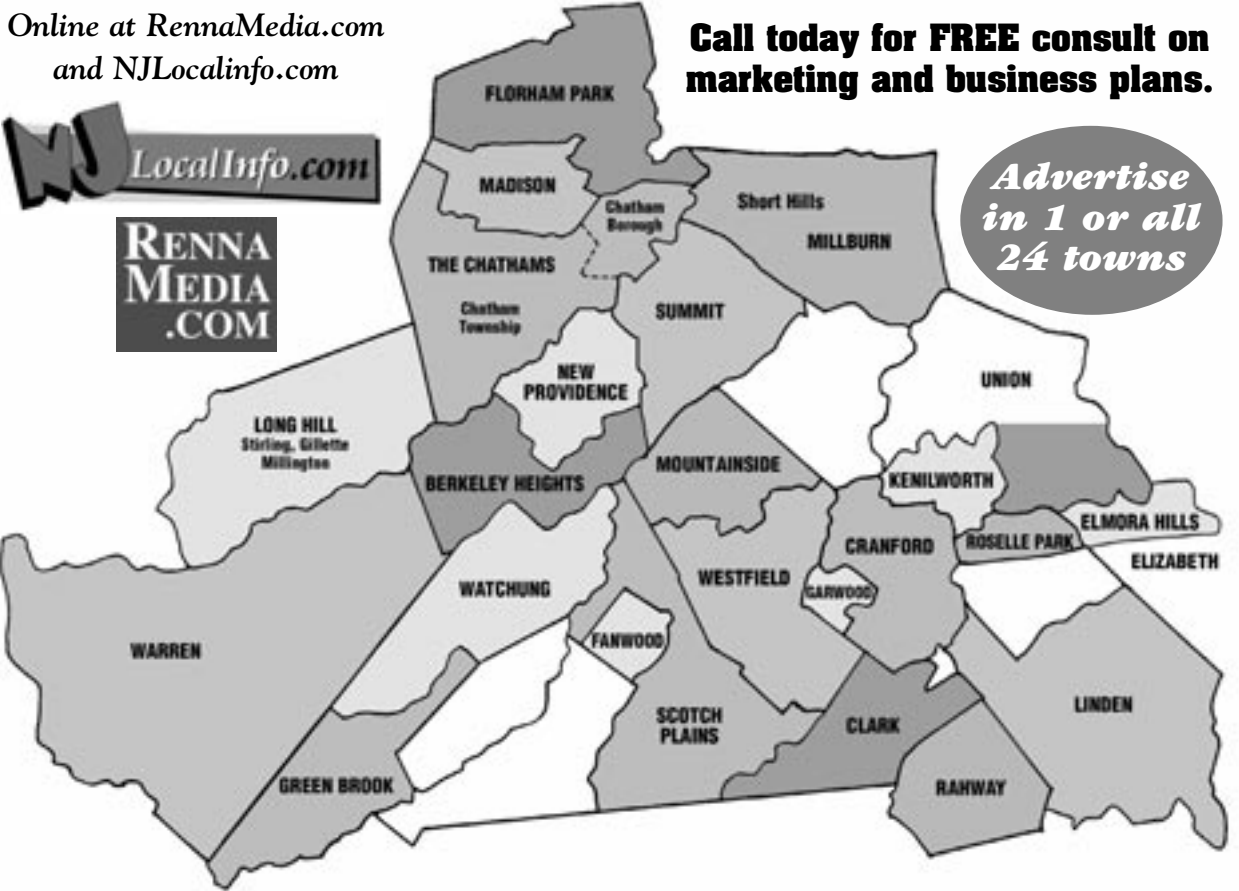 Online at RennaMedia.com
and NJLocalinfo.com
Call today for FREE consult on
marketing and business plans.
NJ LocalInfo.com
RENNA
MEDIA
.COM
Advertise
in 1 or all
24 towns
FLORHAM PARK
MADISON
Chatham
Borough
Short Hills
MILLBURN
THE CHATHAMS
Chatham
Township
SUMMIT
NEW
PROVIDENCE
UNION
LONG HILL
Stirling, Gillette
Millington
BERKELEY HEIGHTS
MOUNTAINSIDE
KENILWORTH
ELMORA HILLS
ROSELLE PARK
CRANFORD
ELIZABETH
WATCHUNG
WESTFIELD
GARWOOD
WARREN
FANWOOD
SCOTCH
PLAINS
CLARK
LINDEN
GREEN BROOK
RAHWAY